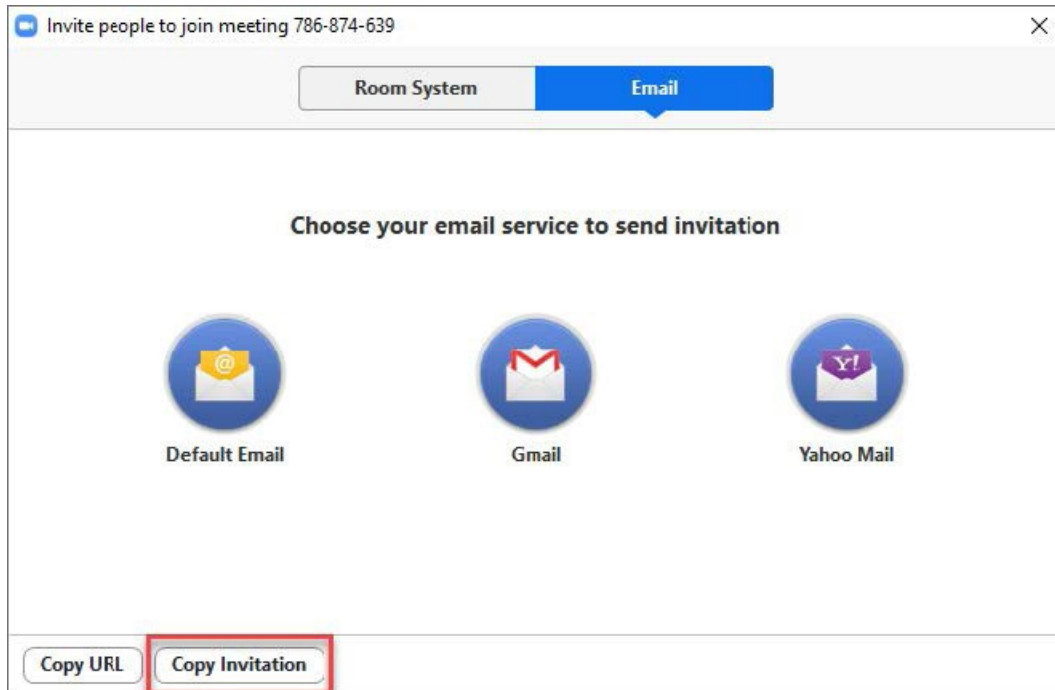 Invite people to join meeting 786-874-639
Room System Email
Choose your email service to send invitation
@ Y!
Default Email Gmail Yahoo Mail
Copy URL Copy Invitation